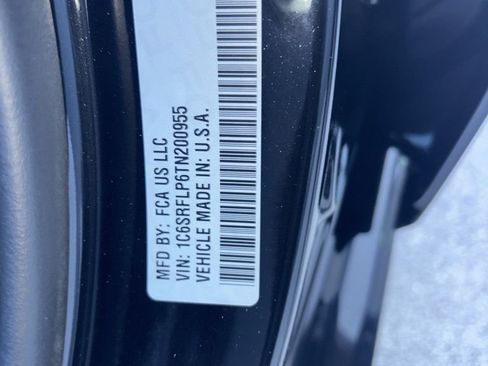 MFD BY: FCA US LLC
VIN: 1C6SRFLP6TN200955
VEHICLE MADE IN: U.S.A.